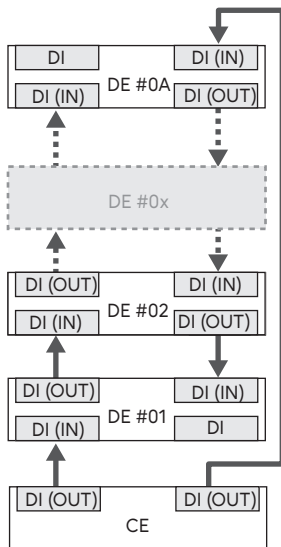 DI DI (IN)
DE #0A
DI (IN) DI (OUT)
DE #0x
DI (OUT) DI (IN)
DE #02
DI (IN) DI (OUT)
DI (OUT) DI (IN)
DE #01
DI (IN) DI
DI (OUT) DI (OUT)
CE